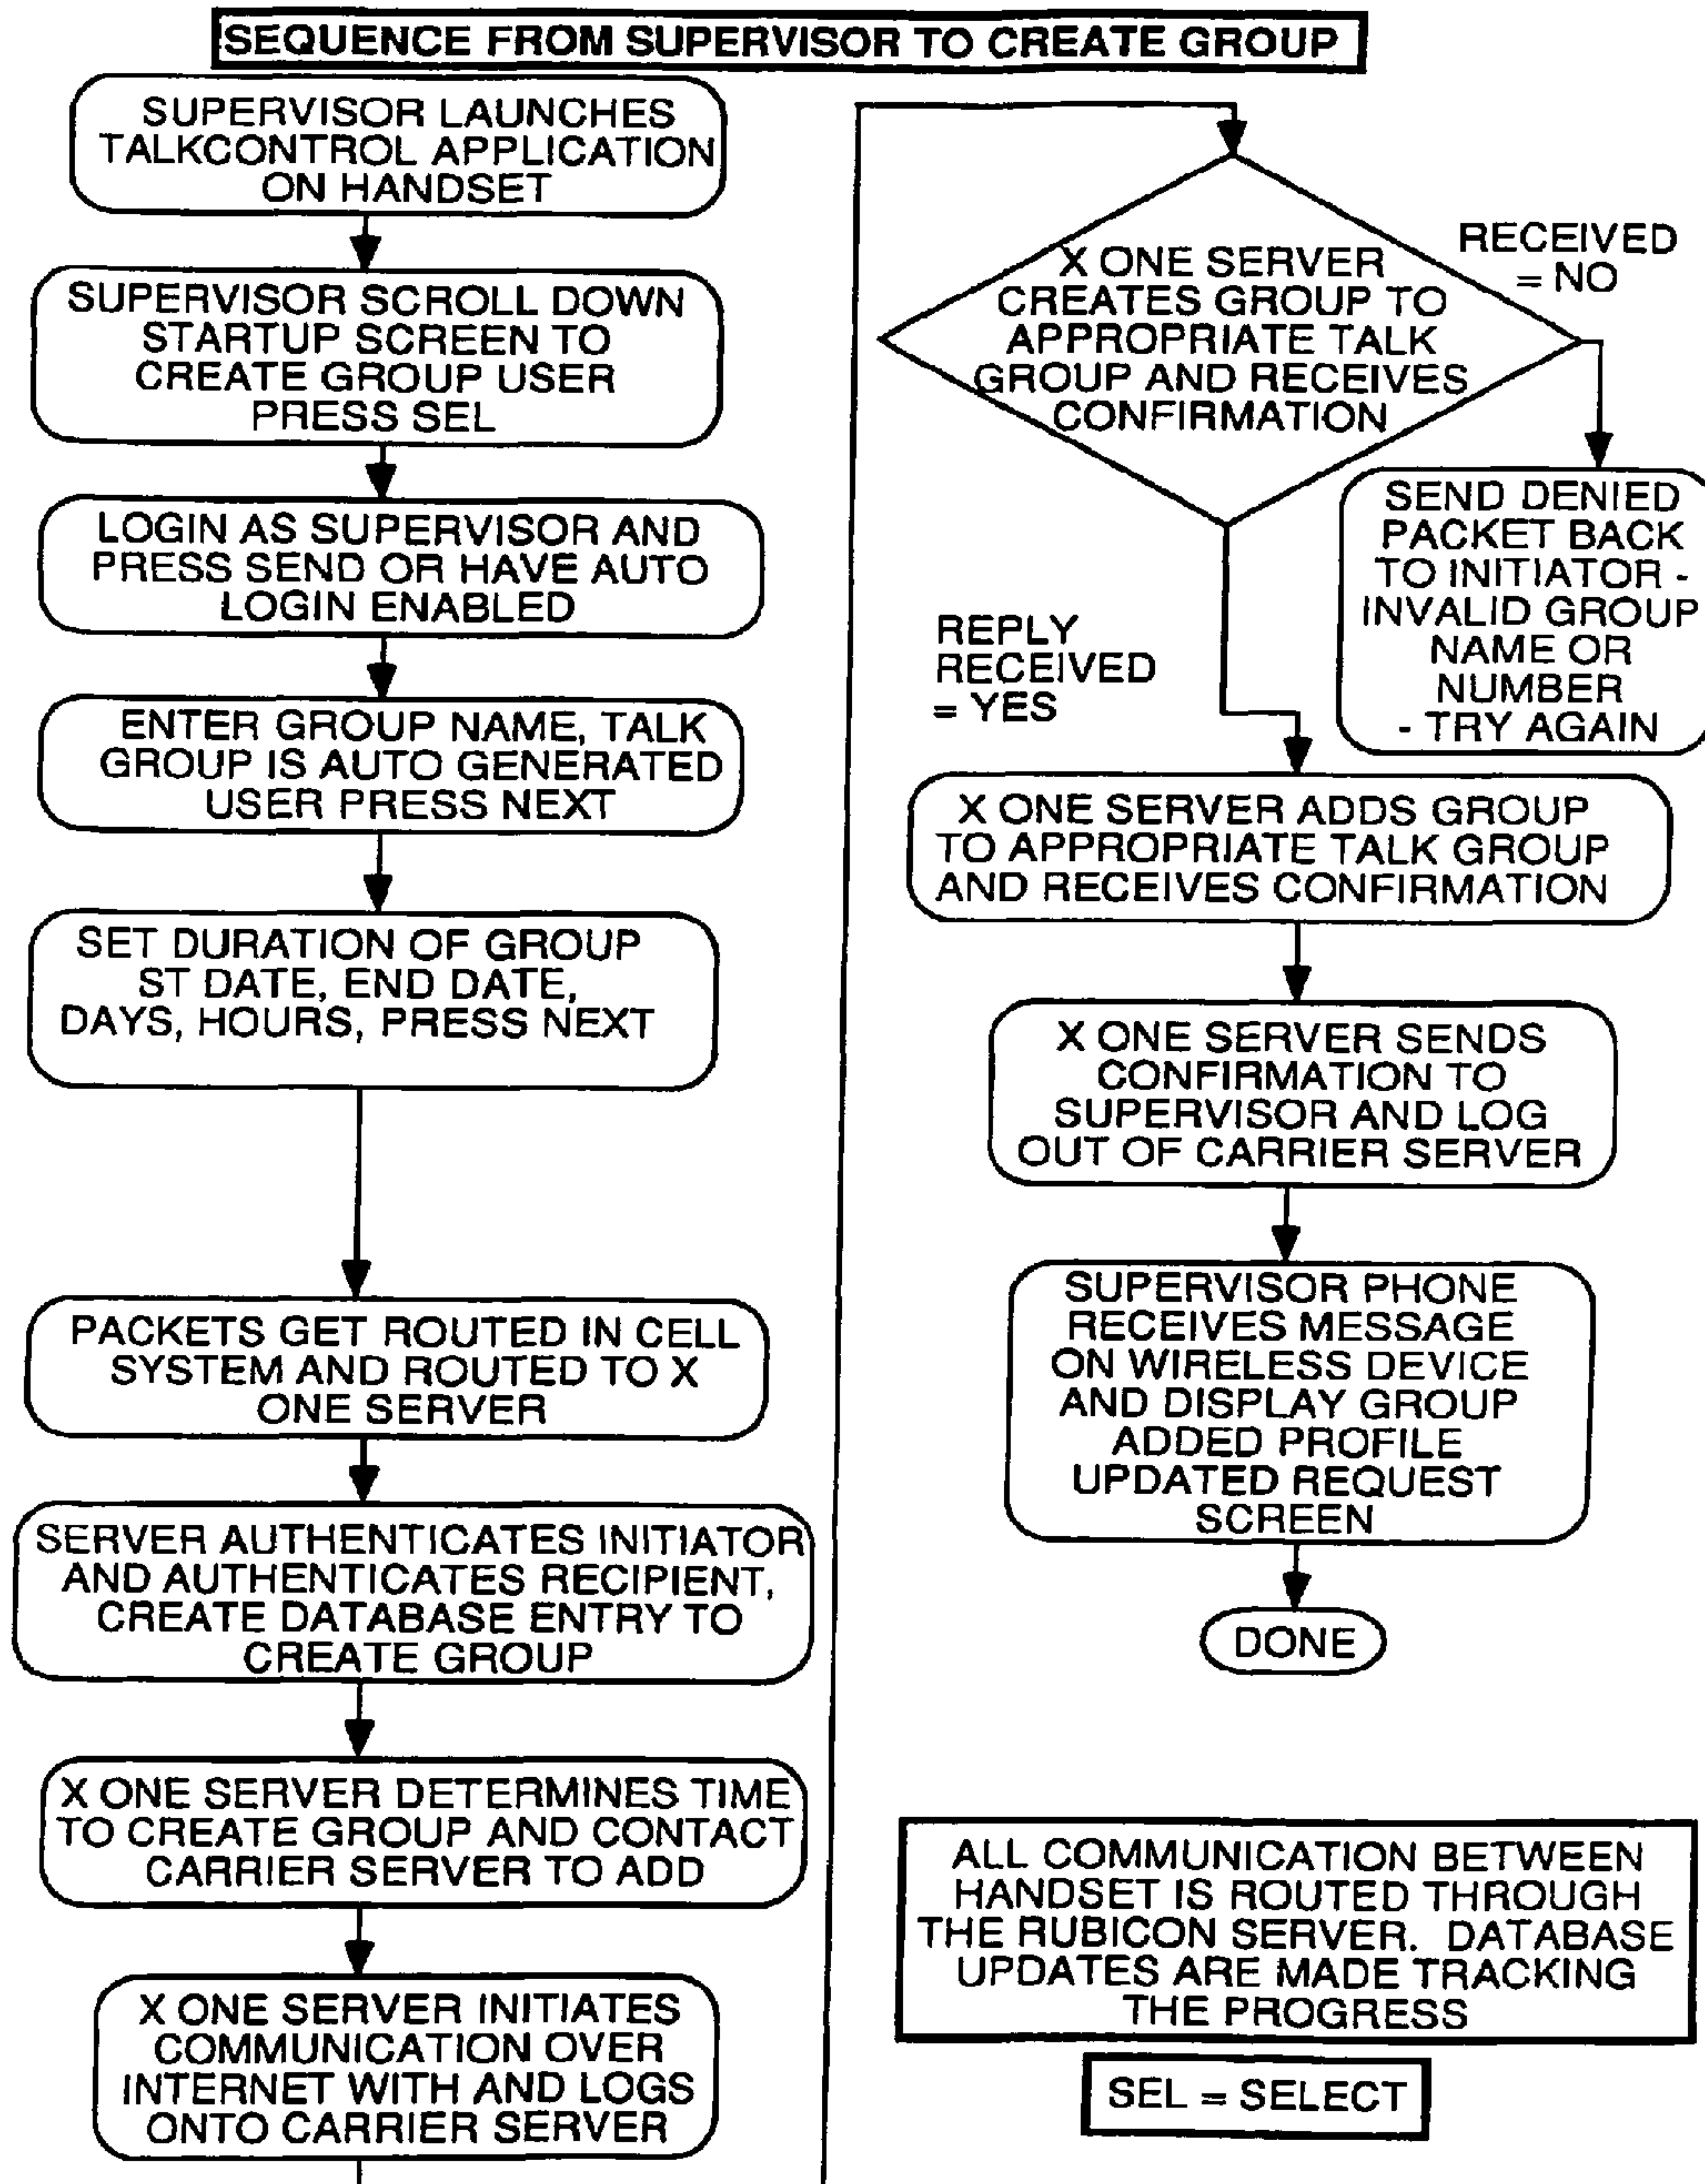 SEQUENCE FROM SUPERVISOR TO CREATE GROUP
SUPERVISOR LAUNCHES
TALKCONTROL APPLICATION
ON HANDSET
SUPERVISOR SCROLL DOWN
STARTUP SCREEN TO
CREATE GROUP USER
PRESS SEL
LOGIN AS SUPERVISOR AND
PRESS SEND OR HAVE AUTO
LOGIN ENABLED
ENTER GROUP NAME, TALK
GROUP IS AUTO GENERATED
USER PRESS NEXT
SET DURATION OF GROUP
ST DATE, END DATE,
DAYS, HOURS, PRESS NEXT
PACKETS GET ROUTED IN CELL
SYSTEM AND ROUTED TO X
ONE SERVER
SERVER AUTHENTICATES INITIATOR
AND AUTHENTICATES RECIPIENT,
CREATE DATABASE ENTRY TO
CREATE GROUP
X ONE SERVER DETERMINES TIME
TO CREATE GROUP AND CONTACT
CARRIER SERVER TO ADD
X ONE SERVER INITIATES
COMMUNICATION OVER
INTERNET WITH AND LOGS
ONTO CARRIER SERVER
X ONE SERVER
CREATES GROUP TO
APPROPRIATE TALK
GROUP AND RECEIVES
CONFIRMATION
RECEIVED
= NO
SEND DENIED
PACKET BACK
TO INITIATOR -
INVALID GROUP
NAME OR
NUMBER
- TRY AGAIN
REPLY
RECEIVED
= YES
X ONE SERVER ADDS GROUP
TO APPROPRIATE TALK GROUP
AND RECEIVES CONFIRMATION
X ONE SERVER SENDS
CONFIRMATION TO
SUPERVISOR AND LOG
OUT OF CARRIER SERVER
SUPERVISOR PHONE
RECEIVES MESSAGE
ON WIRELESS DEVICE
AND DISPLAY GROUP
ADDED PROFILE
UPDATED REQUEST
SCREEN
DONE
ALL COMMUNICATION BETWEEN
HANDSET IS ROUTED THROUGH
THE RUBICON SERVER. DATABASE
UPDATES ARE MADE TRACKING
THE PROGRESS
SEL = SELECT